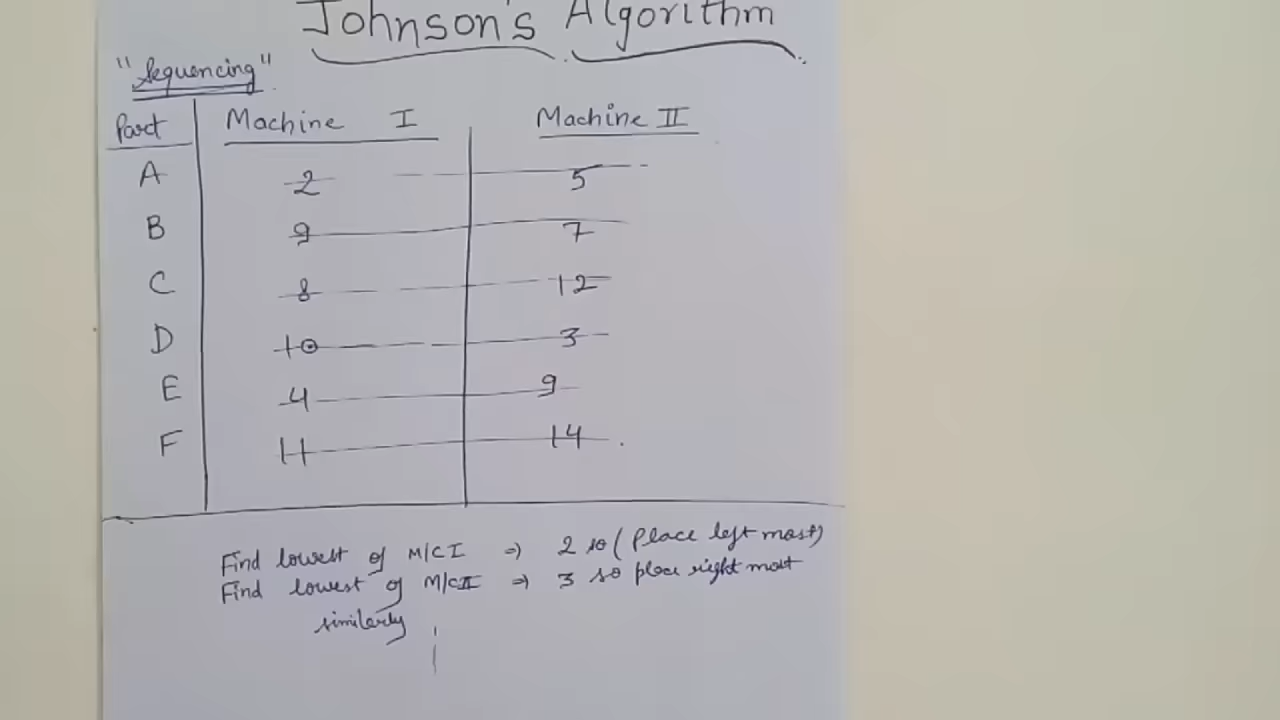 Johnson's Algorithm
"Sequencing"
Part Machine I Machine II
A 2 5
B 9 7
C 8 12
D 10 3
E 4 9
F 11 14
Find lowest of M/C I ⇒ 2 so (Place left most)
Find lowest of M/C II ⇒ 3 so place right most
similarly